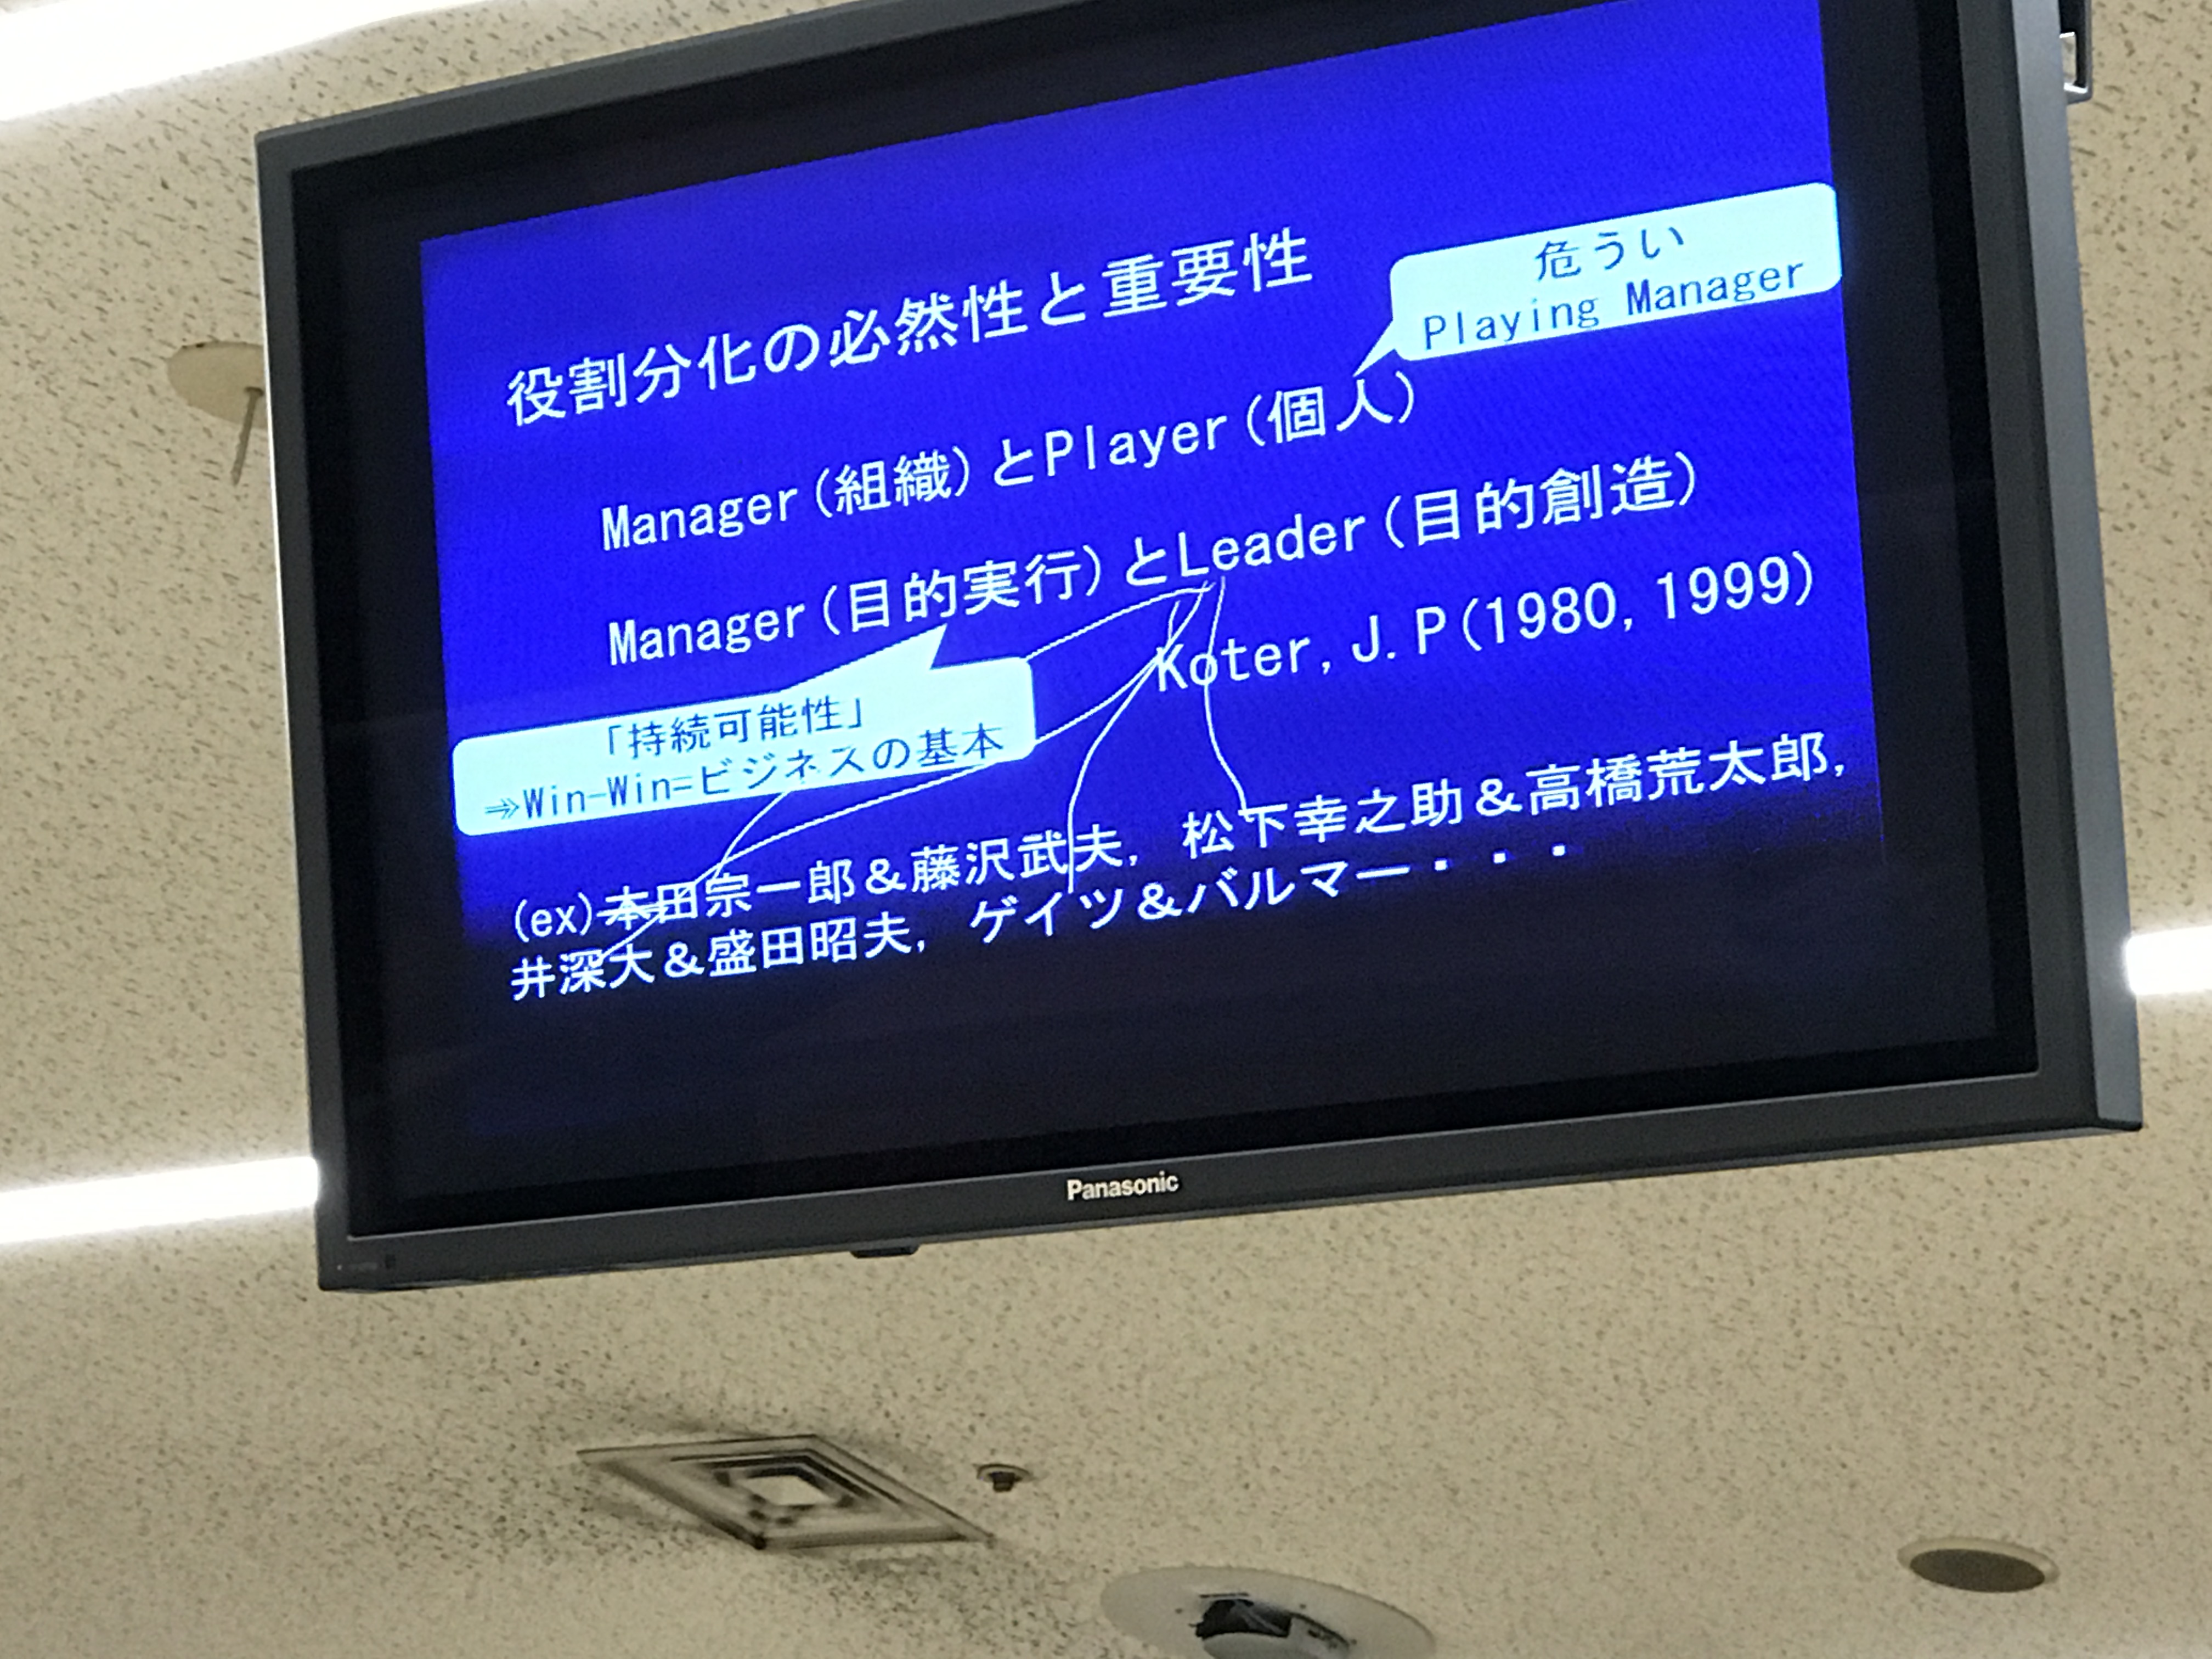 役割分化の必然性と重要性
危うい
Playing Manager
Manager(組織)とPlayer(個人)
Manager(目的実行)とLeader(目的創造)
Koter, J. P(1980, 1999)
「持続可能性」
⇒Win-Win=ビジネスの基本
(ex)本田宗一郎&藤沢武夫, 松下幸之助&高橋荒太郎,
井深大&盛田昭夫, ゲイツ&バルマー・・・
Panasonic